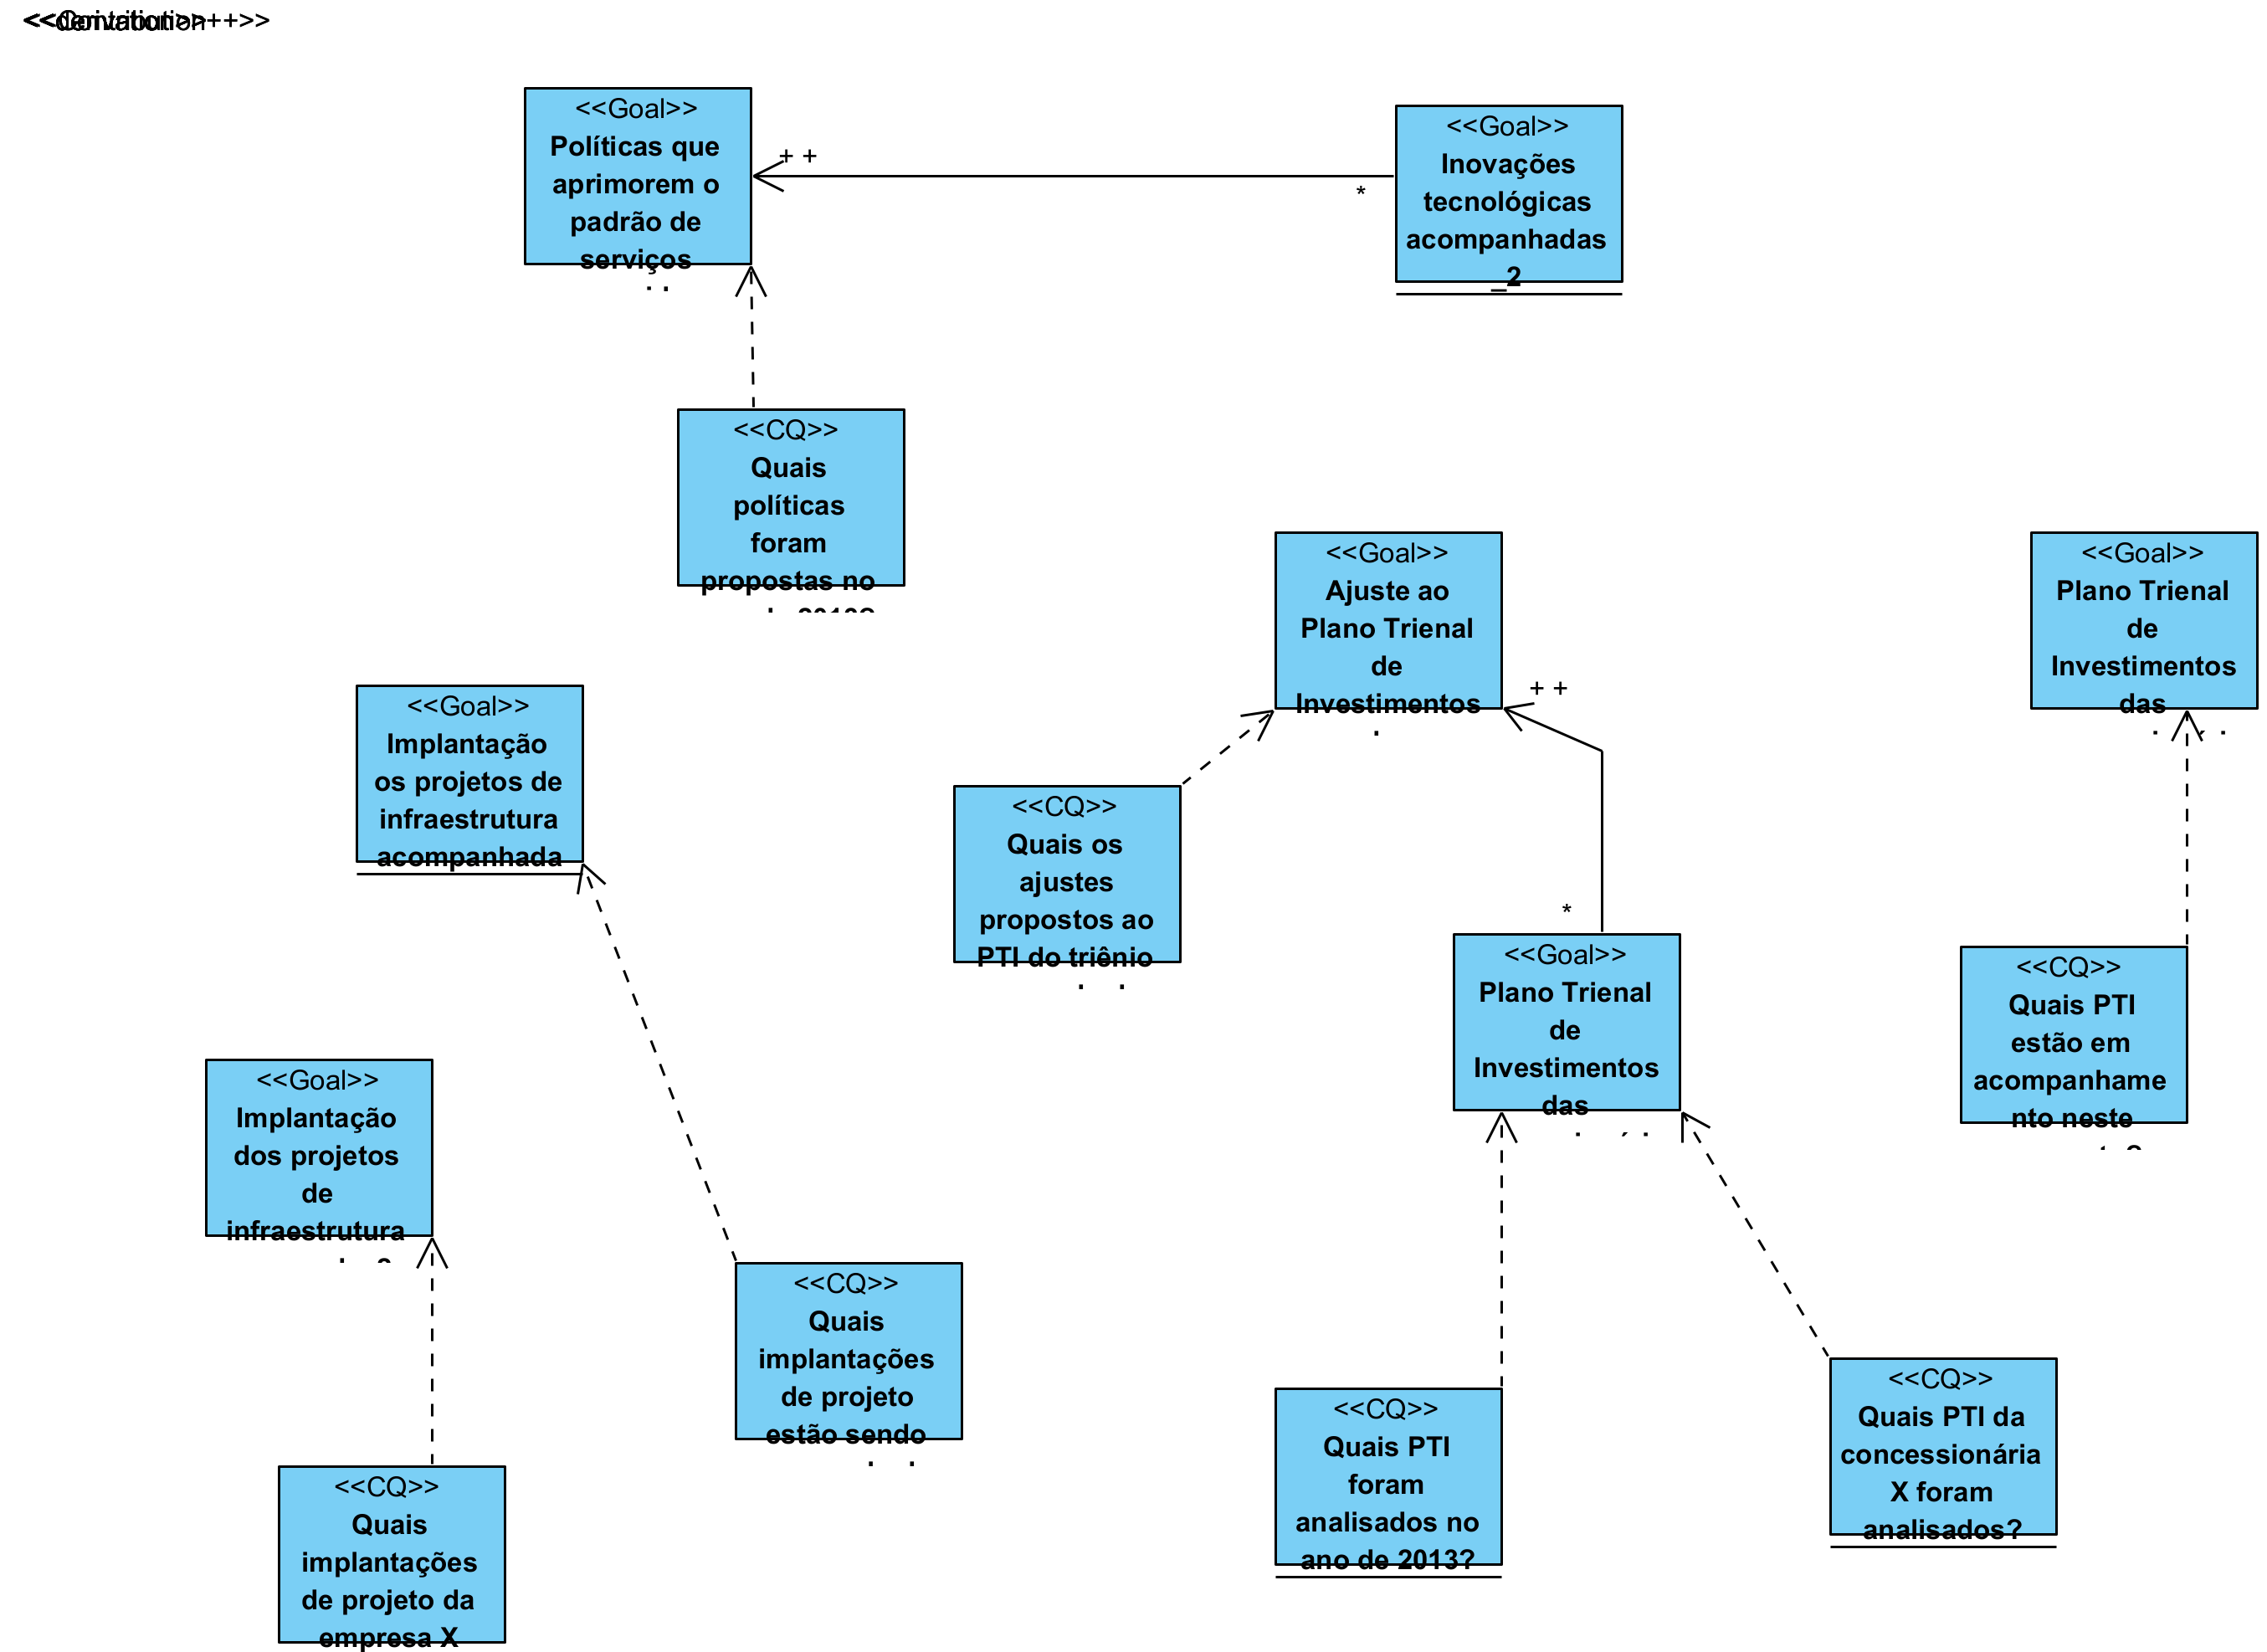 <<Goal>>
Políticas que
aprimorem o
padrão de
serviços
+ +
*
<<Goal>>
Inovações
tecnológicas
acompanhadas
_2
<<CQ>>
Quais
políticas
foram
propostas no
<<Goal>>
Ajuste ao
Plano Trienal
de
Investimentos
+ +
*
<<Goal>>
Plano Trienal
de
Investimentos
das
<<Goal>>
Implantação
os projetos de
infraestrutura
acompanhada
<<CQ>>
Quais os
ajustes
propostos ao
PTI do triênio
<<Goal>>
Plano Trienal
de
Investimentos
das
<<CQ>>
Quais PTI
estão em
acompanhame
nto neste
<<Goal>>
Implantação
dos projetos
de
infraestrutura
<<CQ>>
Quais
implantações
de projeto
estão sendo
<<CQ>>
Quais PTI da
concessionária
X foram
analisados?
<<CQ>>
Quais PTI
foram
analisados no
ano de 2013?
<<CQ>>
Quais
implantações
de projeto da
empresa X